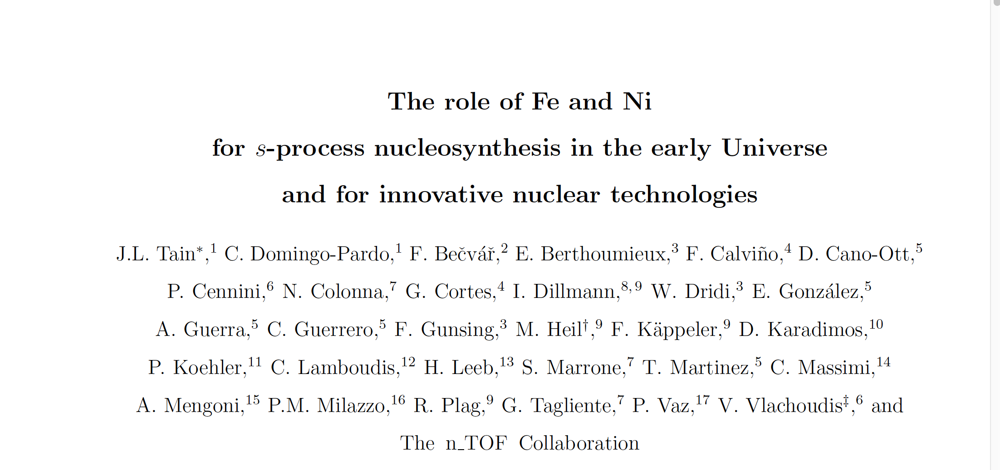 The role of Fe and Ni
for s-process nucleosynthesis in the early Universe
and for innovative nuclear technologies
J.L. Tain*,1 C. Domingo-Pardo,1 F. Bečvář,2 E. Berthoumieux,3 F. Calviño,4 D. Cano-Ott,5
P. Cennini,6 N. Colonna,7 G. Cortes,4 I. Dillmann,8, 9 W. Dridi,3 E. González,5
A. Guerra,5 C. Guerrero,5 F. Gunsing,3 M. Heil†,9 F. Käppeler,9 D. Karadimos,10
P. Koehler,11 C. Lamboudis,12 H. Leeb,13 S. Marrone,7 T. Martinez,5 C. Massimi,14
A. Mengoni,15 P.M. Milazzo,16 R. Plag,9 G. Tagliente,7 P. Vaz,17 V. Vlachoudis‡,6 and
The n_TOF Collaboration